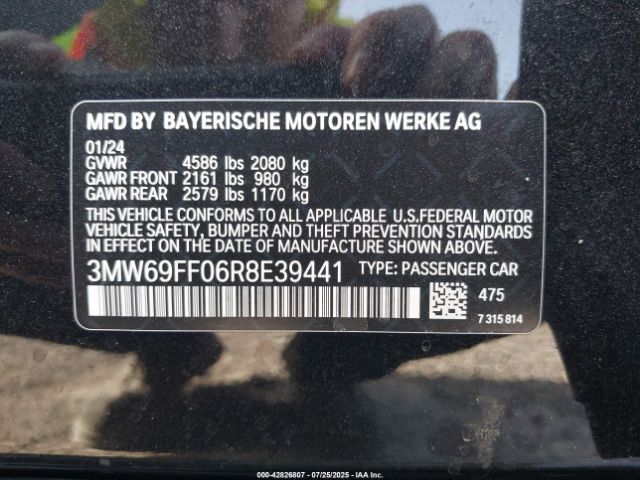 MFD BY BAYERISCHE MOTOREN WERKE AG
01/24
GVWR 4586 lbs 2080 kg
GAWR FRONT 2161 lbs 980 kg
GAWR REAR 2579 lbs 1170 kg
THIS VEHICLE CONFORMS TO ALL APPLICABLE U.S.FEDERAL MOTOR
VEHICLE SAFETY, BUMPER AND THEFT PREVENTION STANDARDS
IN EFFECT ON THE DATE OF MANUFACTURE SHOWN ABOVE.
3MW69FF06R8E39441 TYPE: PASSENGER CAR
475
7 315 814
000-42826807 - 07/25/2025 - IAA Inc.